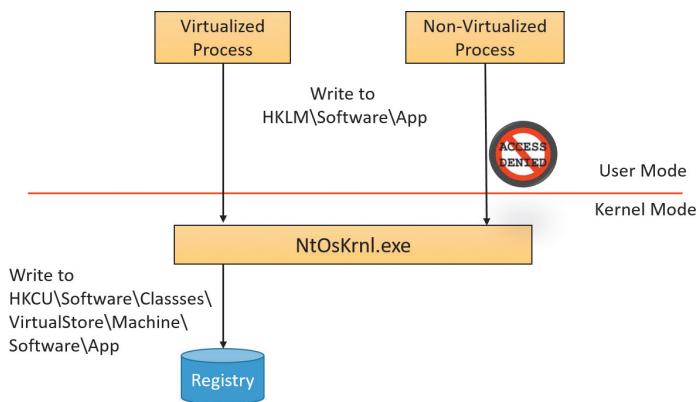 Virtualized
Process
Non-Virtualized
Process
Write to
HKLM\Software\App
ACCESS
DENIED
User Mode
Kernel Mode
NtOsKrnl.exe
Write to
HKCU\Software\Classses\
VirtualStore\Machine\
Software\App
Registry